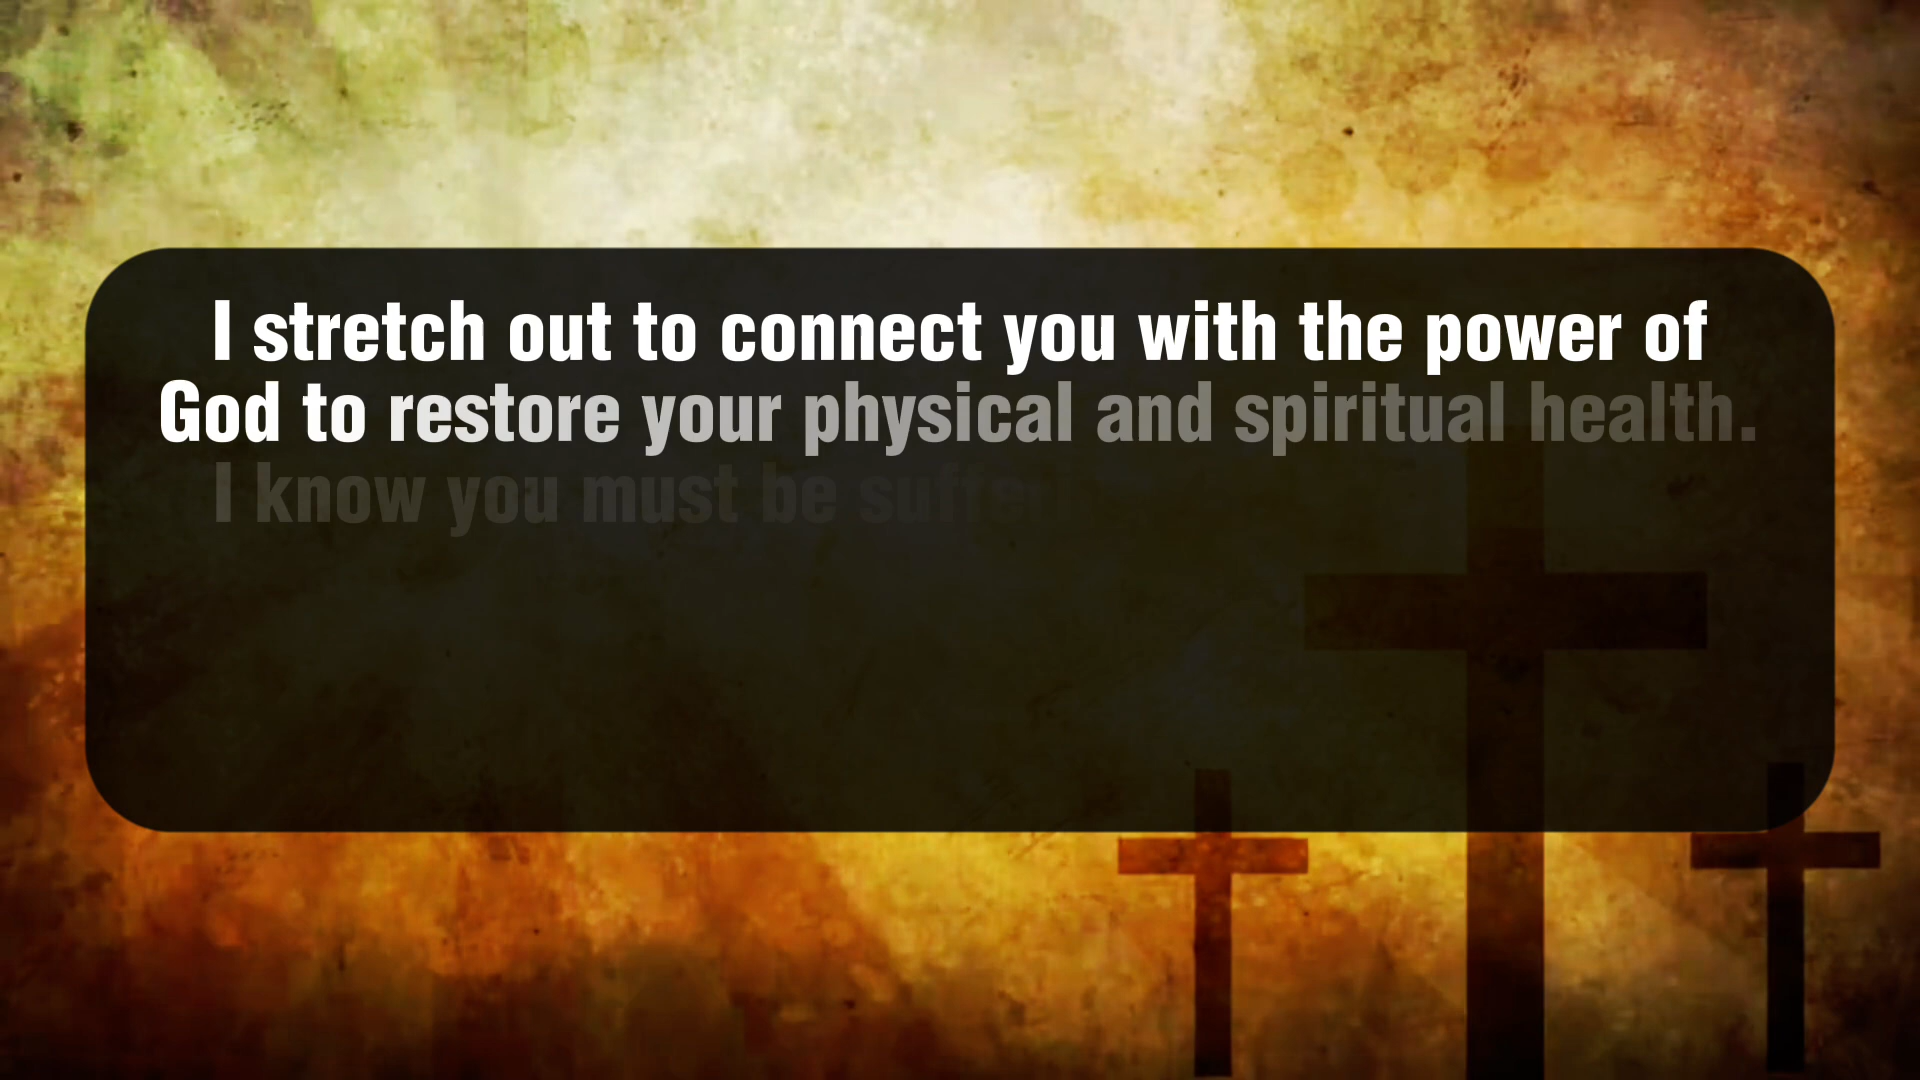 I stretch out to connect you with the power of
God to restore your physical and spiritual health.
I know you must be